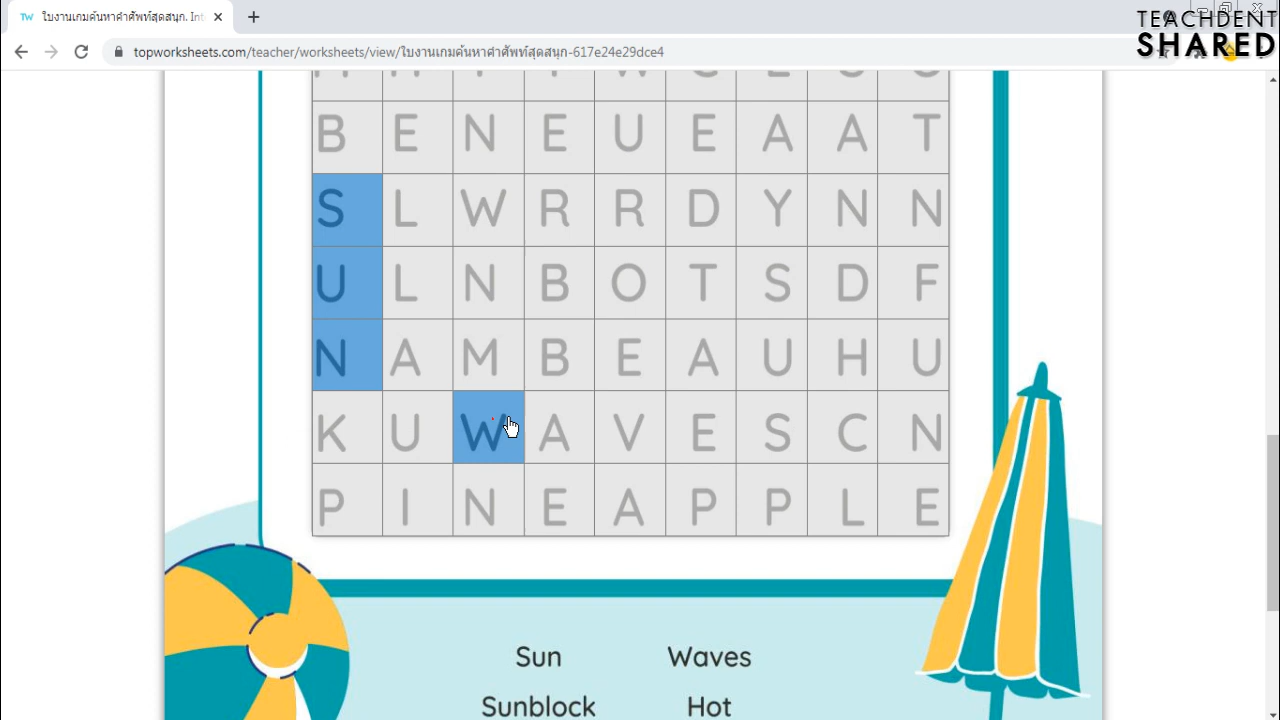 TW ใบงานเกมค้นหาคำศัพท์สุดสนุก. Int
topworksheets.com/teacher/worksheets/view/ใบงานเกมค้นหาคำศัพท์สุดสนุก-617e24e29dce4
TEACHDENT
SHARED
B E N E U E A A T
S L W R R D Y N N
U L N B O T S D F
N A M B E A U H U
K U W A V E S C N
P I N E A P P L E
Sun Waves
Sunblock Hot